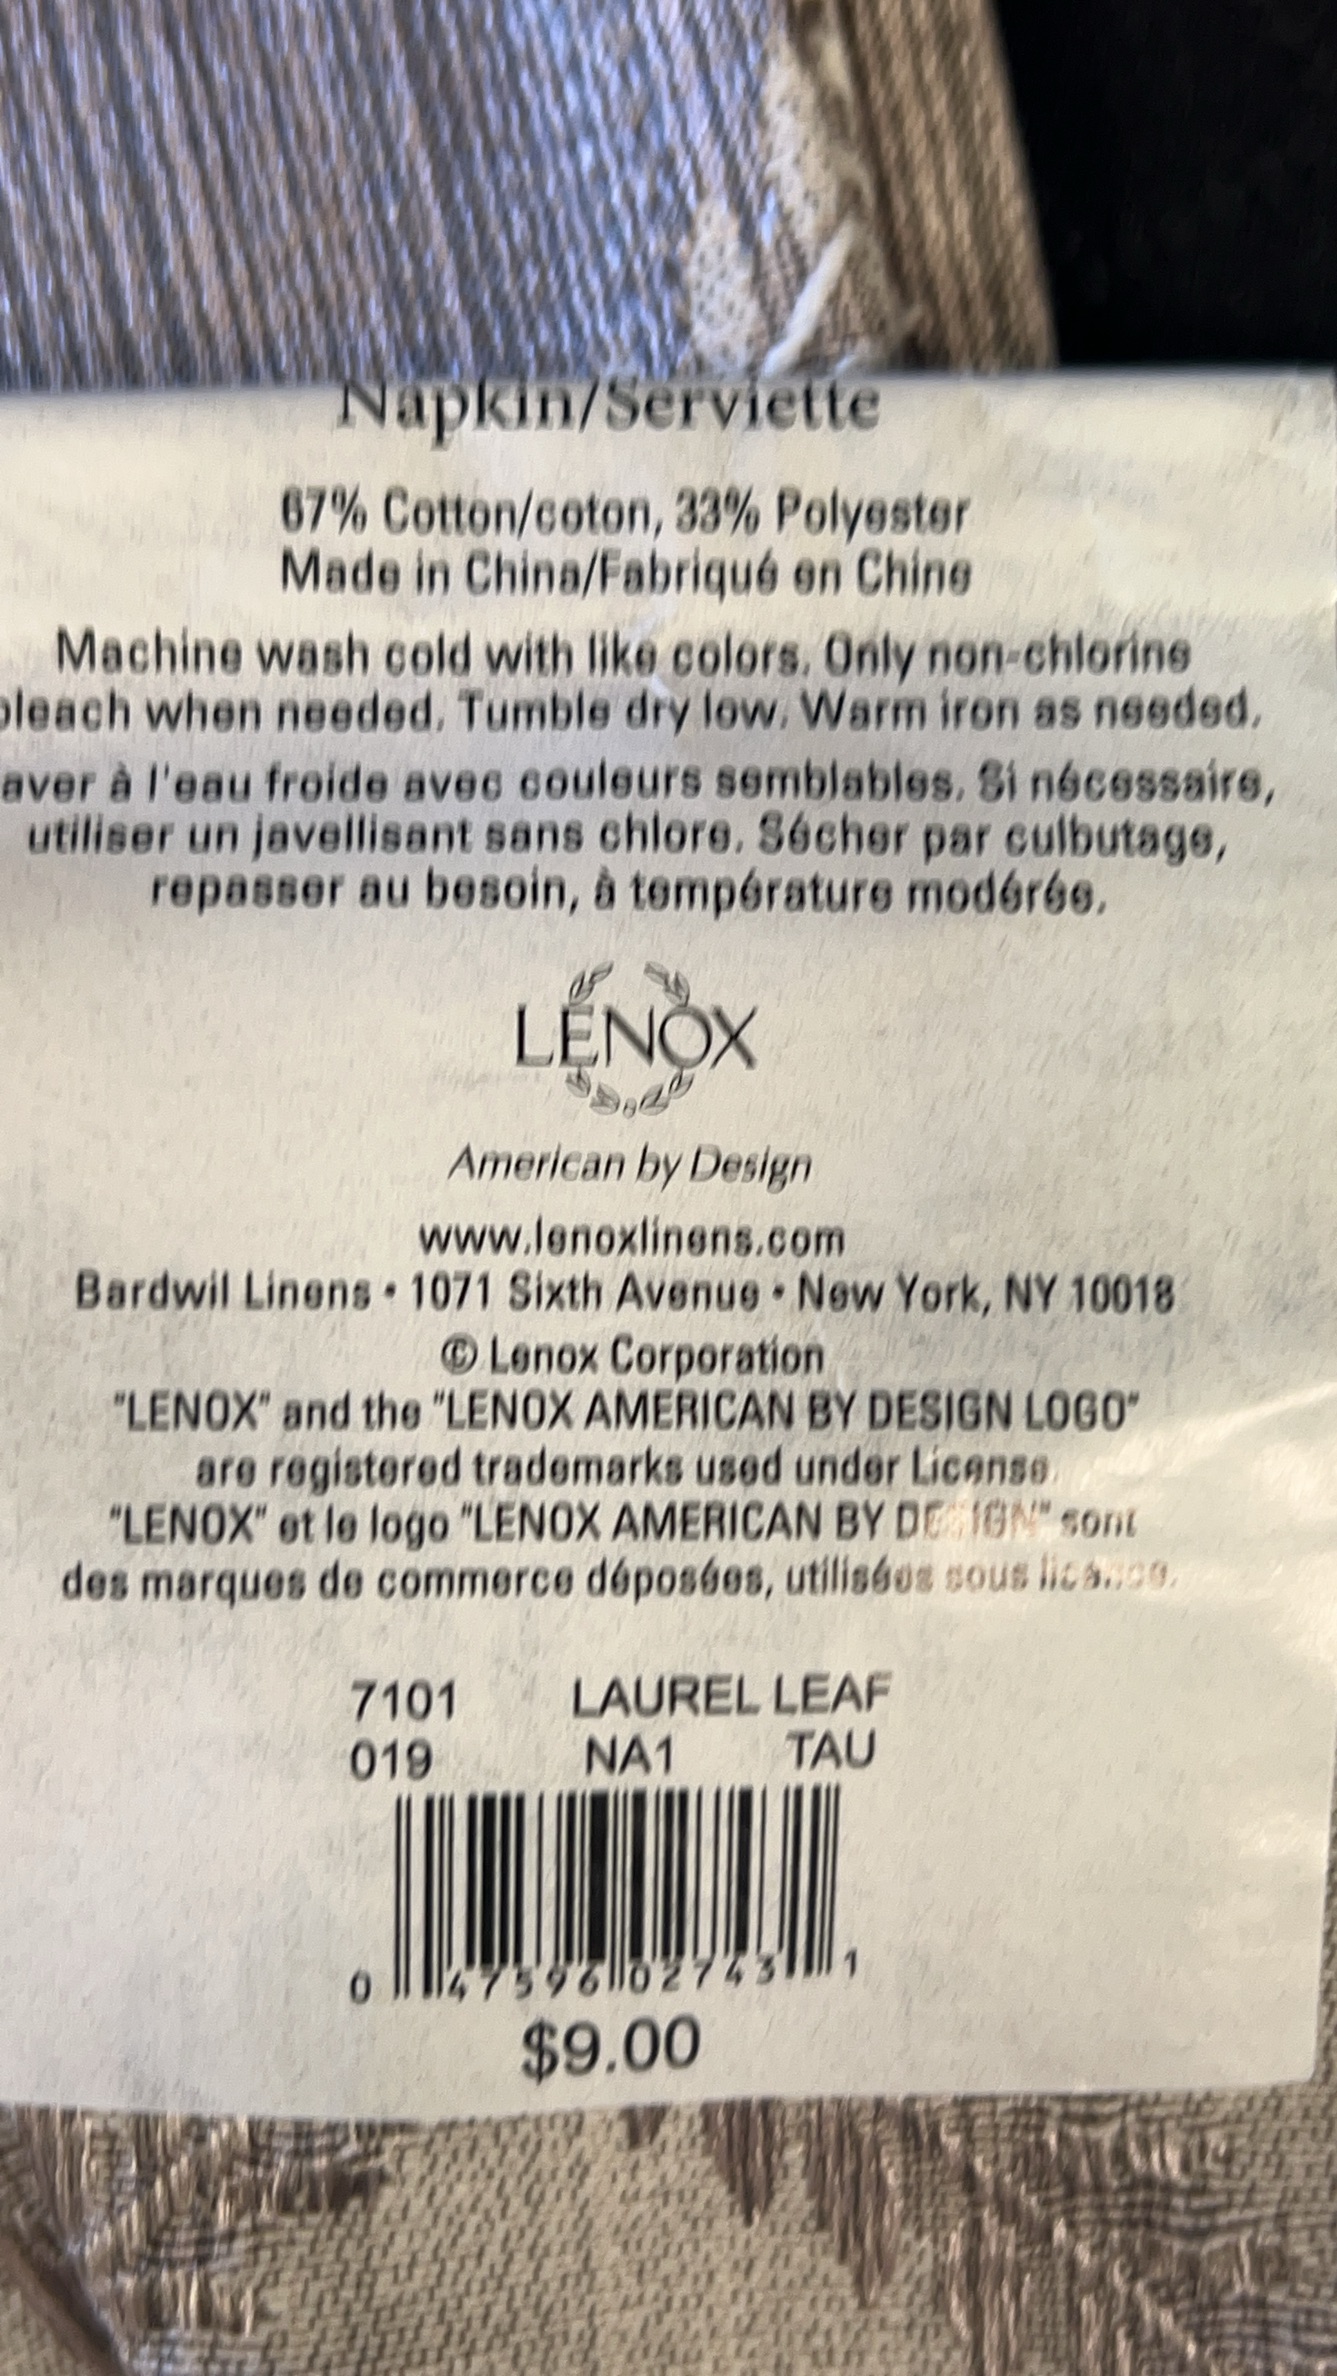 Napkin/Serviette
67% Cotton/coton, 33% Polyester
Made in China/Fabriqué en Chine
Machine wash cold with like colors. Only non-chlorine
bleach when needed. Tumble dry low. Warm iron as needed.
aver à l'eau froide avec couleurs semblables. Si nécessaire,
utiliser un javellisant sans chlore. Sécher par culbutage,
repasser au besoin, à température modérée.
LENOX
American by Design
www.lenoxlinens.com
Bardwil Linens • 1071 Sixth Avenue • New York, NY 10018
© Lenox Corporation
"LENOX" and the "LENOX AMERICAN BY DESIGN LOGO"
are registered trademarks used under License.
"LENOX" et le logo "LENOX AMERICAN BY DESIGN" sont
des marques de commerce déposées, utilisées sous licence.
7101 LAUREL LEAF
019 NA1 TAU
0 47596 02743 1
$9.00